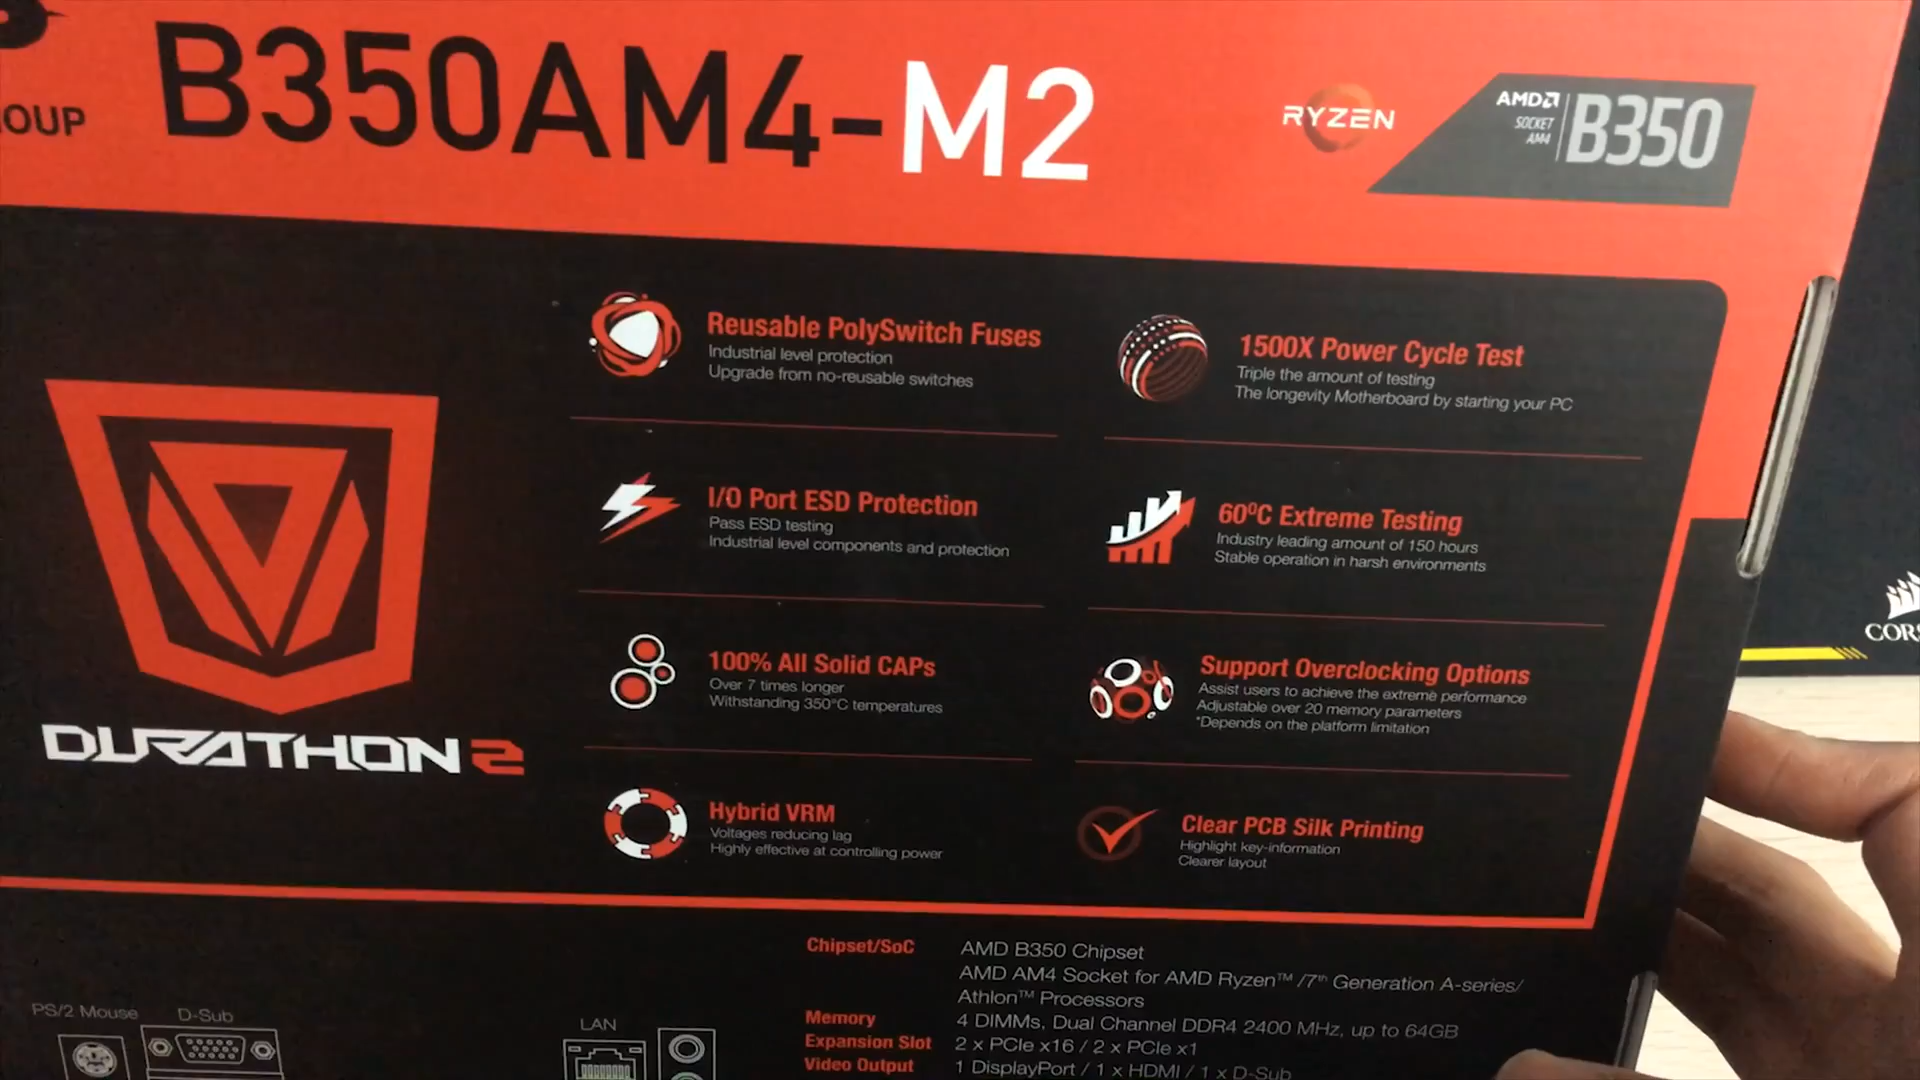 OUP
B350AM4-M2
RYZEN
AMD
SOCKET
AM4
B350
Reusable PolySwitch Fuses
Industrial level protection
Upgrade from no-reusable switches
1500X Power Cycle Test
Triple the amount of testing
The longevity Motherboard by starting your PC
I/O Port ESD Protection
Pass ESD testing
Industrial level components and protection
60⁰C Extreme Testing
Industry leading amount of 150 hours
Stable operation in harsh environments
100% All Solid CAPs
Over 7 times longer
Withstanding 350°C temperatures
Support Overclocking Options
Assist users to achieve the extreme performance
Adjustable over 20 memory parameters
*Depends on the platform limitation
Hybrid VRM
Voltages reducing lag
Highly effective at controlling power
Clear PCB Silk Printing
Highlight key-information
Clearer layout
DURATHON 2
CORS
Chipset/SoC AMD B350 Chipset
AMD AM4 Socket for AMD Ryzen™ /7th Generation A-series/
Athlon™ Processors
Memory 4 DIMMs, Dual Channel DDR4 2400 MHz, up to 64GB
Expansion Slot 2 x PCIe x16 / 2 x PCIe x1
Video Output 1 DisplayPort / 1 x HDMI / 1 x D-Sub
PS/2 Mouse
D-Sub
LAN